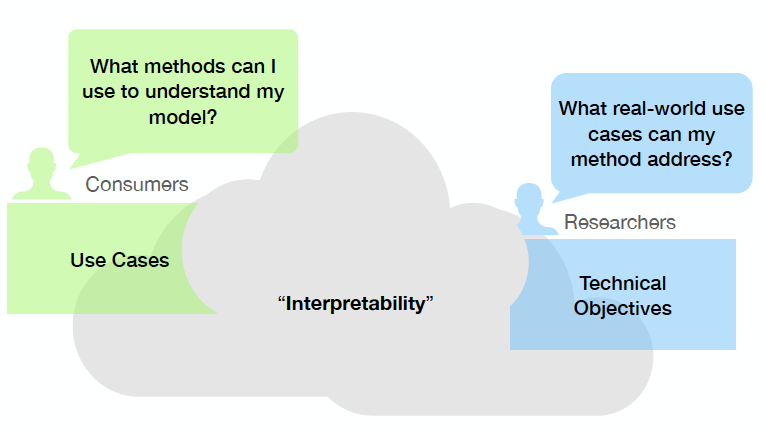 What methods can I
use to understand my
model?
Consumers
Use Cases
What real-world use
cases can my
method address?
Researchers
Technical
Objectives
“Interpretability”